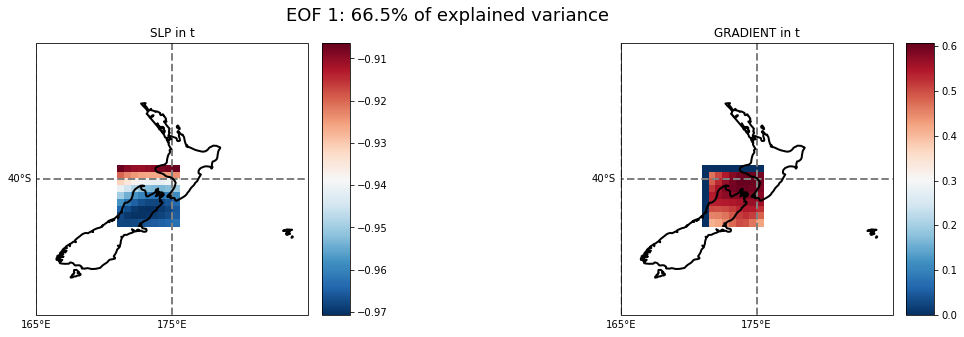 EOF 1: 66.5% of explained variance
SLP in t
GRADIENT in t
−0.91
−0.92
−0.93
−0.94
−0.95
−0.96
−0.97
40°S
165°E
175°E
0.6
0.5
0.4
0.3
0.2
0.1
0.0
40°S
165°E
175°E